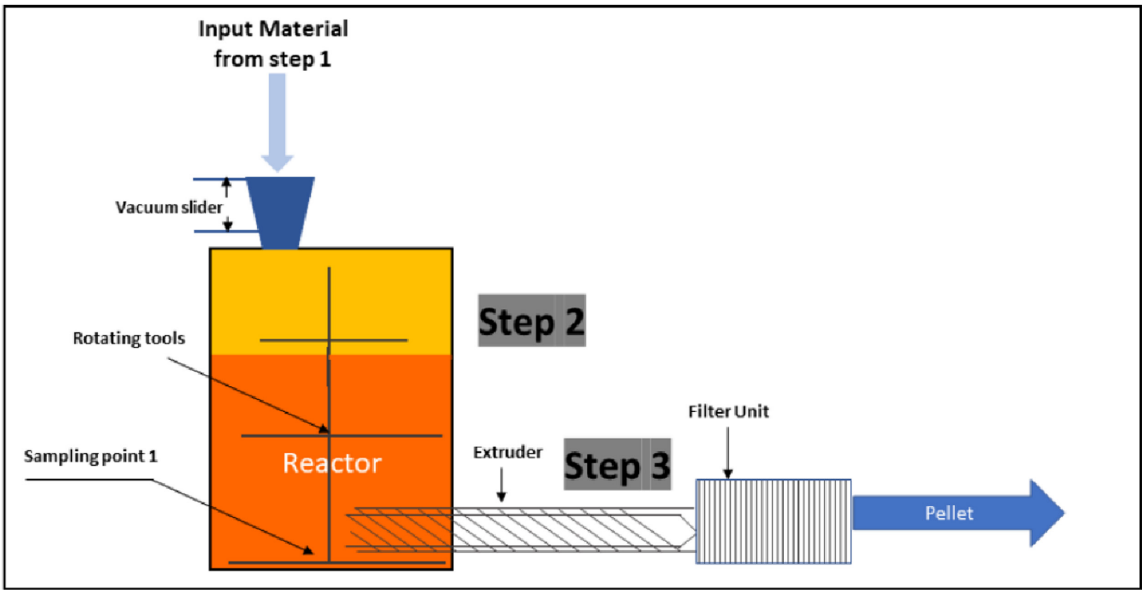 Input Material
from step 1
Vacuum slider
Step 2
Rotating tools
Filter Unit
Extruder
Step 3
Sampling point 1
Reactor
Pellet